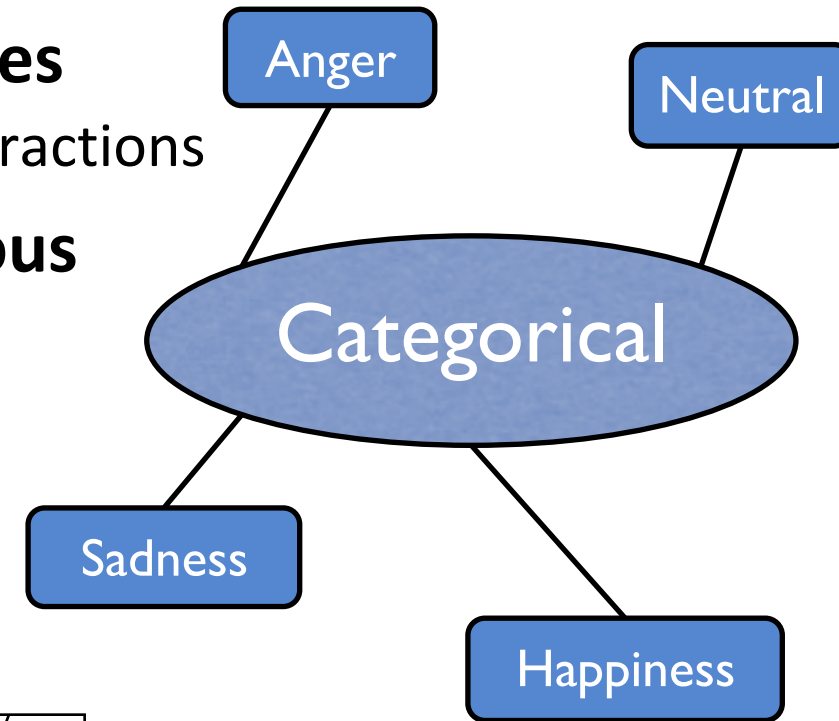 es
ractions
ous
Anger
Neutral
Categorical
Sadness
Happiness